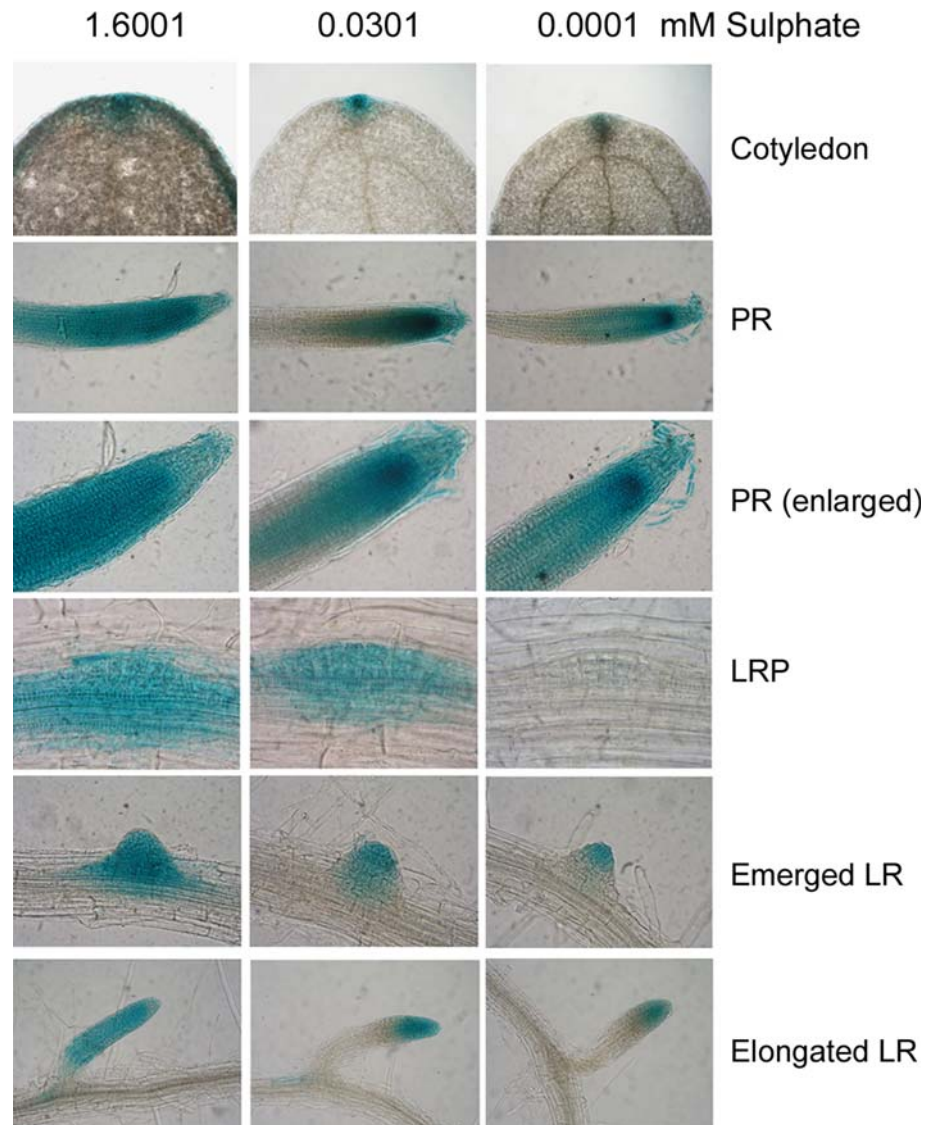 1.6001 0.0301 0.0001 mM Sulphate
Cotyledon
PR
PR (enlarged)
LRP
Emerged LR
Elongated LR